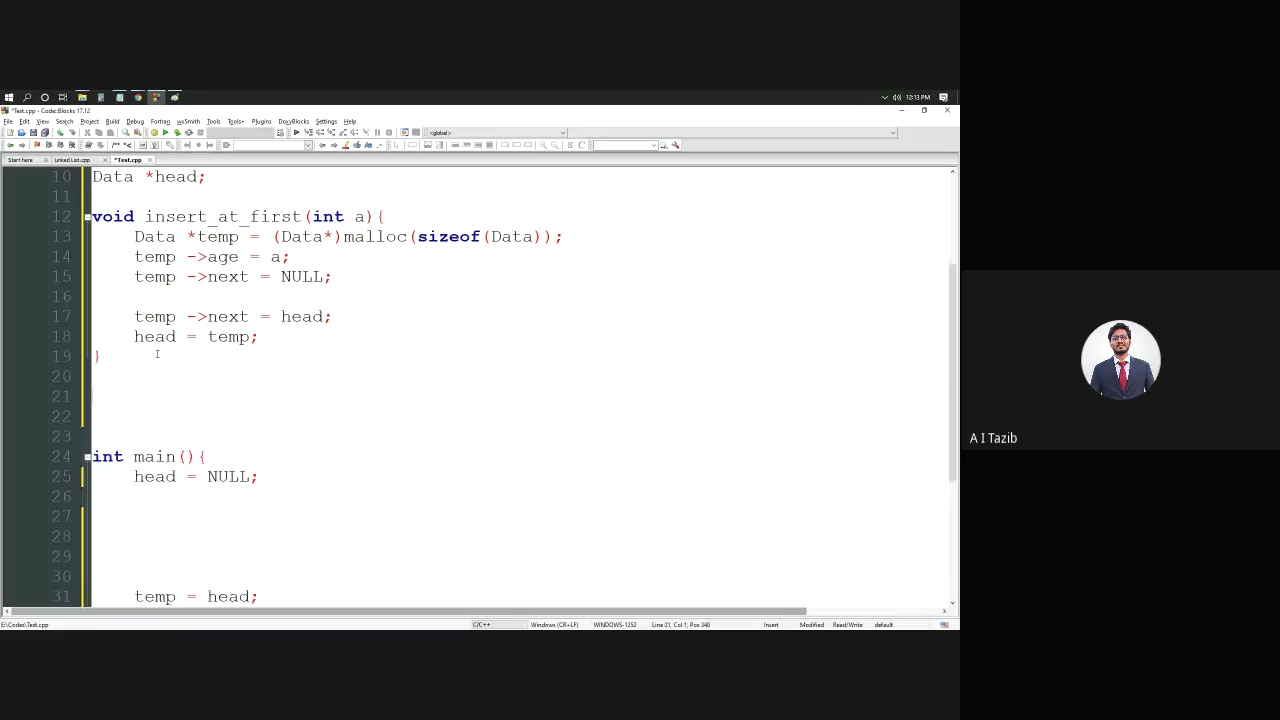 12:13 PM
*Test.cpp - Code::Blocks 17.12
File Edit View Search Project Build Debug Fortran wxSmith Tools Tools+ Plugins DoxyBlocks Settings Help
<global>
Start here Linked List.cpp *Test.cpp
10 Data *head;
11
12 void insert_at_first(int a){
13 Data *temp = (Data*)malloc(sizeof(Data));
14 temp ->age = a;
15 temp ->next = NULL;
16
17 temp ->next = head;
18 head = temp;
19 }
20
21
22
23
24 int main(){
25 head = NULL;
26
27
28
29
30
31 temp = head;
E:\Codes\Test.cpp C/C++ Windows (CR+LF) WINDOWS-1252 Line 21, Col 1, Pos 340 Insert Modified Read/Write default
A I Tazib